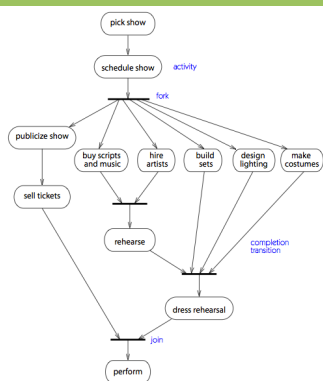 pick show
schedule show
activity
fork
publicize show
buy scripts
and music
hire
artists
build
sets
design
lighting
make
costumes
sell tickets
rehearse
completion
transition
dress rehearsal
join
perform